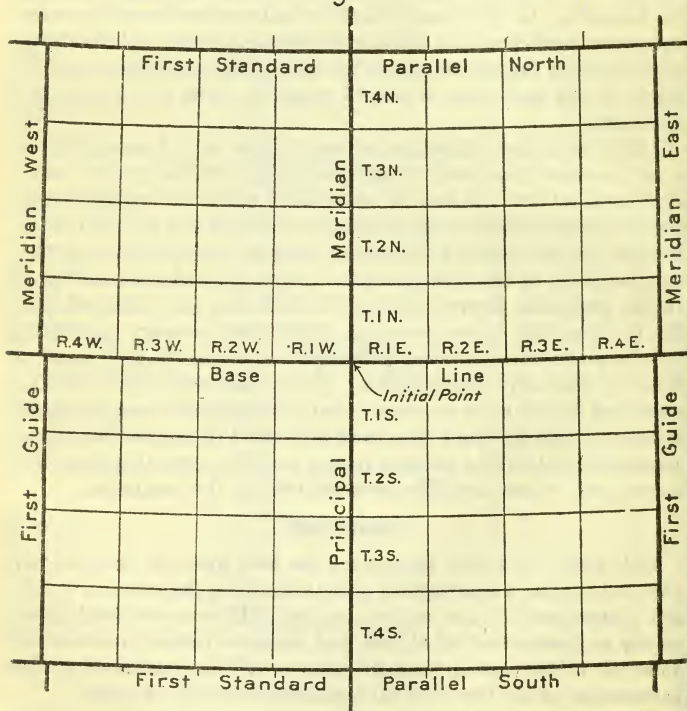 First Standard Parallel North
T.4N.
T.3N.
T.2N.
T.1N.
R.4W. R.3W. R.2W. R.1W. R.1E. R.2E. R.3E. R.4E.
Base Line
Initial Point
T.1S.
T.2S.
T.3S.
T.4S.
First Standard Parallel South
First Guide Meridian West
Principal Meridian
First Guide Meridian East